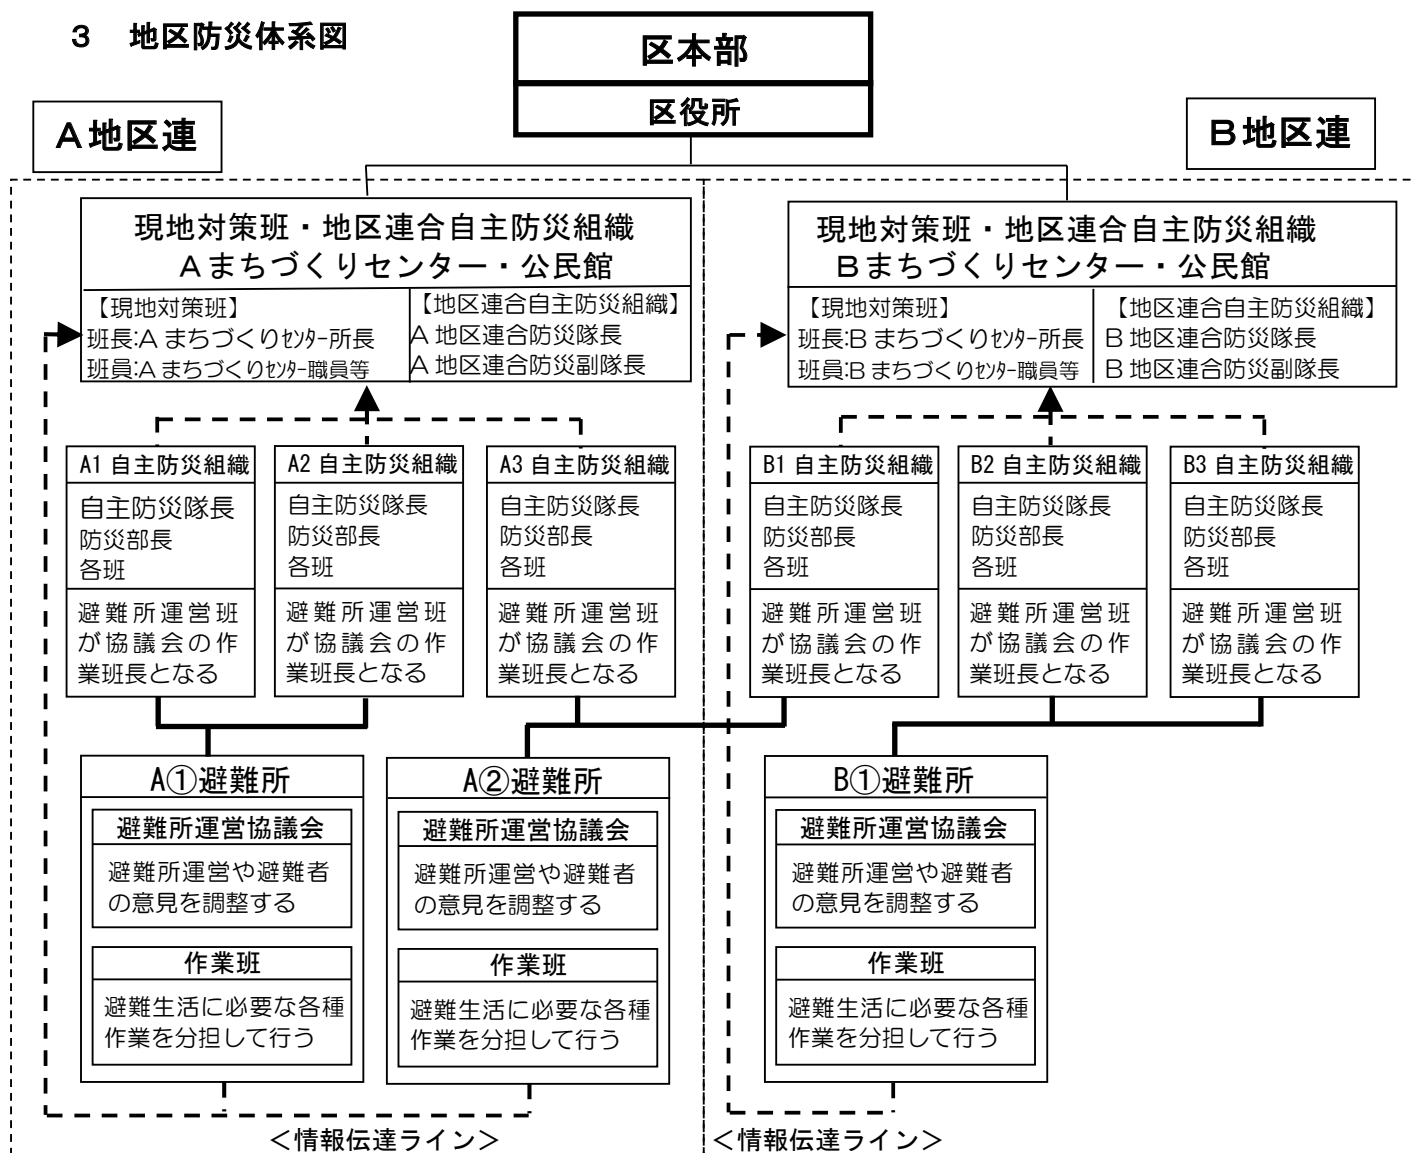 3 地区防災体系図
区本部
区役所
A地区連
B地区連
現地対策班・地区連合自主防災組織
Aまちづくりセンター・公民館
【現地対策班】
班長:A まちづくりセンター所長
班員:A まちづくりセンター職員等
【地区連合自主防災組織】
A 地区連合防災隊長
A 地区連合防災副隊長
現地対策班・地区連合自主防災組織
Bまちづくりセンター・公民館
【現地対策班】
班長:B まちづくりセンター所長
班員:B まちづくりセンター職員等
【地区連合自主防災組織】
B 地区連合防災隊長
B 地区連合防災副隊長
A1 自主防災組織
自主防災隊長
防災部長
各班
避難所運営班
が協議会の作
業班長となる
A2 自主防災組織
自主防災隊長
防災部長
各班
避難所運営班
が協議会の作
業班長となる
A3 自主防災組織
自主防災隊長
防災部長
各班
避難所運営班
が協議会の作
業班長となる
B1 自主防災組織
自主防災隊長
防災部長
各班
避難所運営班
が協議会の作
業班長となる
B2 自主防災組織
自主防災隊長
防災部長
各班
避難所運営班
が協議会の作
業班長となる
B3 自主防災組織
自主防災隊長
防災部長
各班
避難所運営班
が協議会の作
業班長となる
A①避難所
避難所運営協議会
避難所運営や避難者
の意見を調整する
作業班
避難生活に必要な各種
作業を分担して行う
A②避難所
避難所運営協議会
避難所運営や避難者
の意見を調整する
作業班
避難生活に必要な各種
作業を分担して行う
B①避難所
避難所運営協議会
避難所運営や避難者
の意見を調整する
作業班
避難生活に必要な各種
作業を分担して行う
＜情報伝達ライン＞
＜情報伝達ライン＞